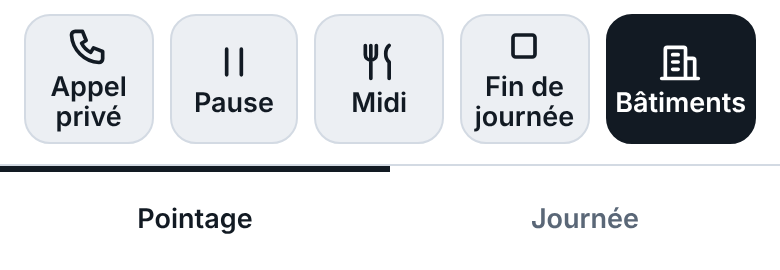 Appel
privé
Pause
Midi
Fin de
journée
Bâtiments
Pointage
Journée